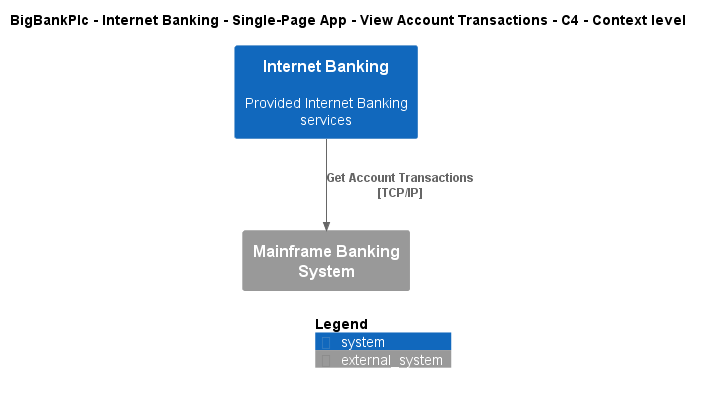 BigBankPlc - Internet Banking - Single-Page App - View Account Transactions - C4 - Context level
Internet Banking
Provided Internet Banking
services
Get Account Transactions
[TCP/IP]
Mainframe Banking
System
Legend
system
external_system